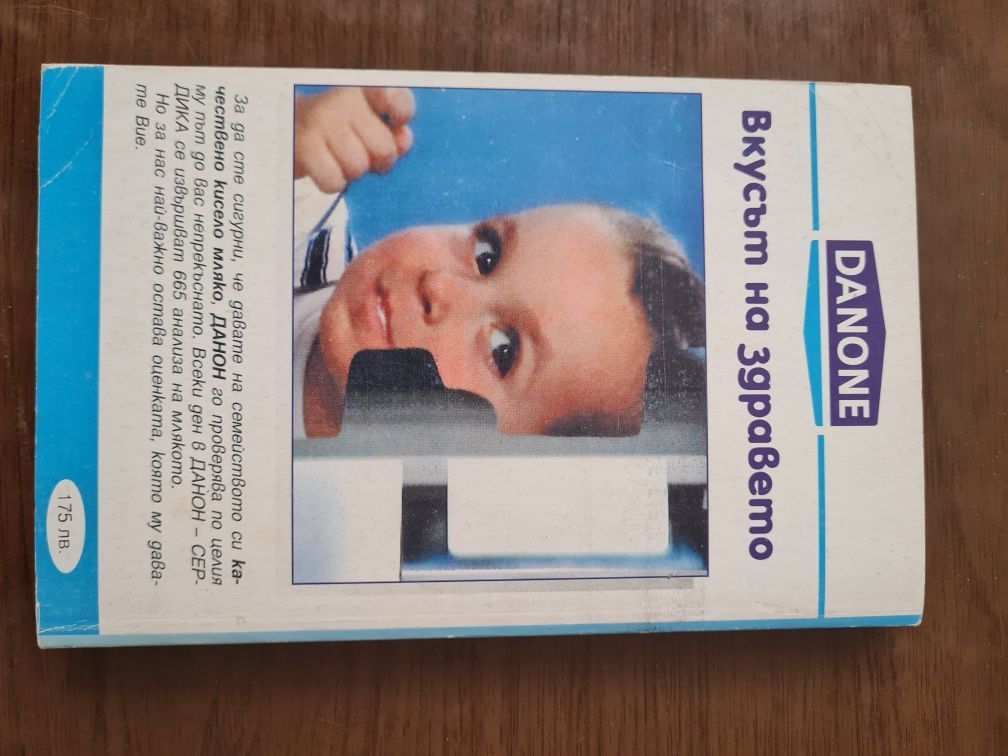 DANONE
Вкусът на здравето
За да сте сигурни, че давате на семейството си ка-
чествено кисело мляко, ДАНОН го проверява по целия
му път до вас непрекъснато. Всеки ден в ДАНОН – СЕР-
ДИКА се извършват 665 анализа на млякото.
Но за нас най-важно остава оценката, която му дава-
те Вие.
175 лв.